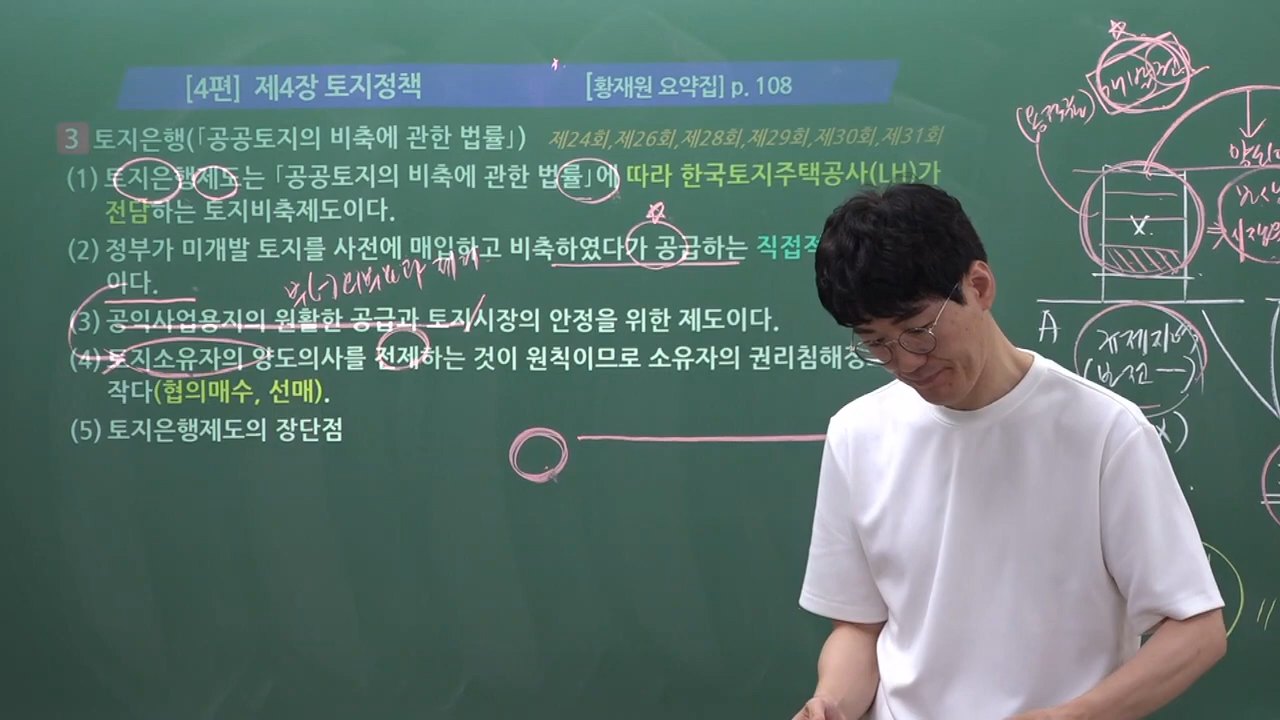 [4편] 제4장 토지정책 [황재원 요약집] p. 108
3 토지은행(「공공토지의 비축에 관한 법률」) 제24회,제26회,제28회,제29회,제30회,제31회
(1) 토지은행제도는 「공공토지의 비축에 관한 법률」에 따라 한국토지주택공사(LH)가
전담하는 토지비축제도이다.
(2) 정부가 미개발 토지를 사전에 매입하고 비축하였다가 공급하는 직접적
이다.
(3) 공익사업용지의 원활한 공급과 토지시장의 안정을 위한 제도이다.
(4) 토지소유자의 양도의사를 전제하는 것이 원칙이므로 소유자의 권리침해정
작다(협의매수, 선매).
(5) 토지은행제도의 장단점
X
A